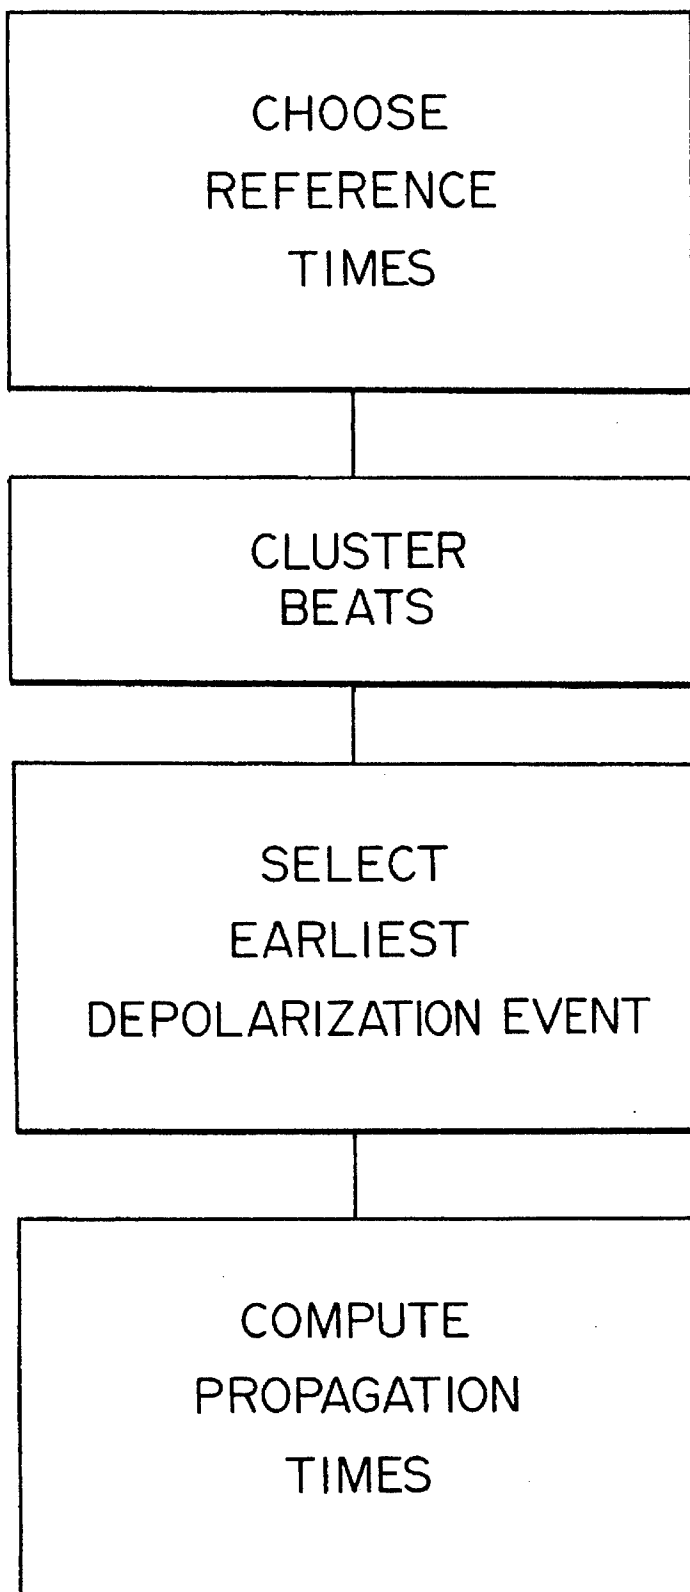 CHOOSE
REFERENCE
TIMES
CLUSTER
BEATS
SELECT
EARLIEST
DEPOLARIZATION EVENT
COMPUTE
PROPAGATION
TIMES